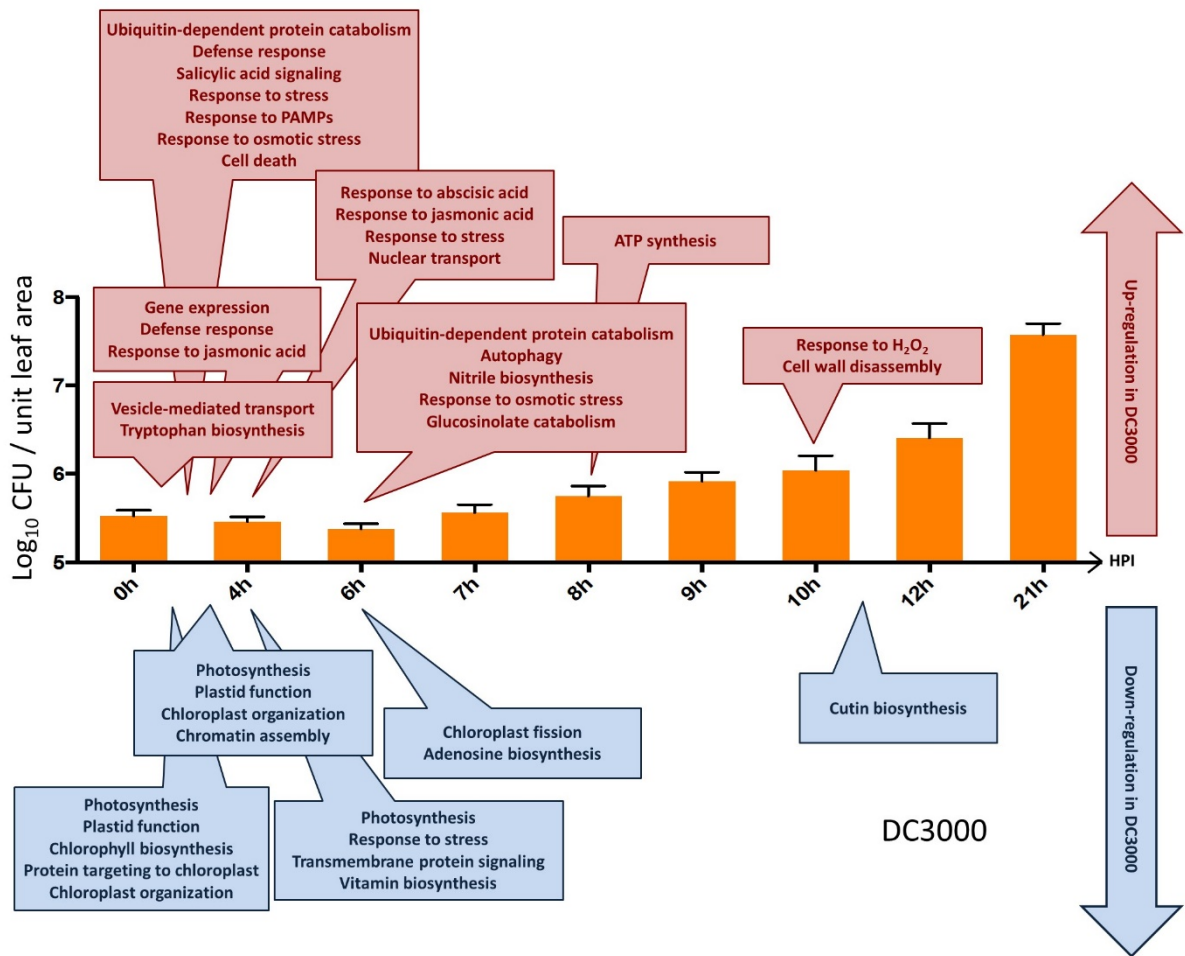 Ubiquitin-dependent protein catabolism
Defense response
Salicylic acid signaling
Response to stress
Response to PAMPs
Response to osmotic stress
Cell death
Response to abscisic acid
Response to jasmonic acid
Response to stress
Nuclear transport
ATP synthesis
Gene expression
Defense response
Response to jasmonic acid
Vesicle-mediated transport
Tryptophan biosynthesis
Ubiquitin-dependent protein catabolism
Autophagy
Nitrile biosynthesis
Response to osmotic stress
Glucosinolate catabolism
Response to H₂O₂
Cell wall disassembly
Up-regulation in DC3000
Log₁₀ CFU / unit leaf area
8
7
6
5
0h
4h
6h
7h
8h
9h
10h
12h
21h
HPI
Photosynthesis
Plastid function
Chloroplast organization
Chromatin assembly
Chloroplast fission
Adenosine biosynthesis
Cutin biosynthesis
Photosynthesis
Plastid function
Chlorophyll biosynthesis
Protein targeting to chloroplast
Chloroplast organization
Photosynthesis
Response to stress
Transmembrane protein signaling
Vitamin biosynthesis
DC3000
Down-regulation in DC3000